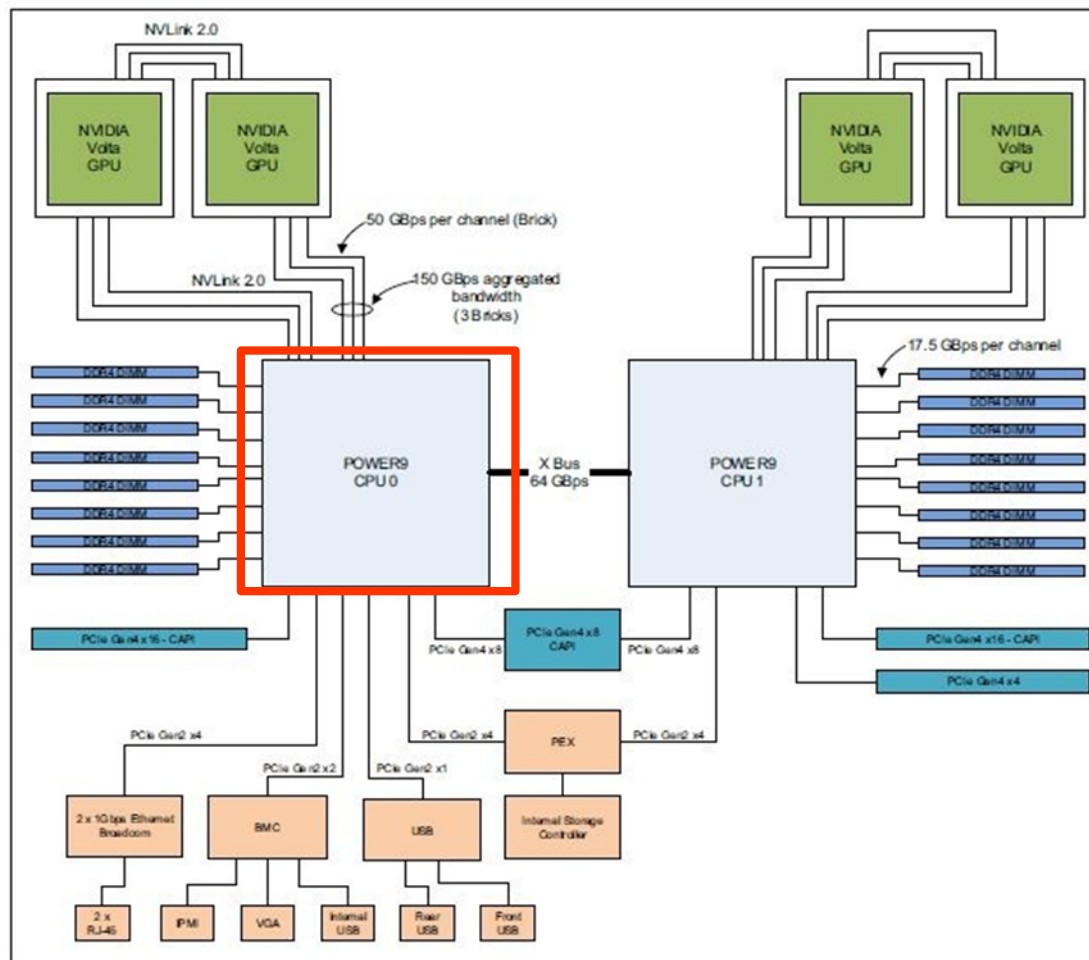 NVLink 2.0
NVIDIA
Volta
GPU
NVIDIA
Volta
GPU
NVIDIA
Volta
GPU
NVIDIA
Volta
GPU
50 GBps per channel (Brick)
NVLink 2.0
150 GBps aggregated
bandwidth
(3 Bricks)
17.5 GBps per channel
DDR4 DIMM
DDR4 DIMM
DDR4 DIMM
DDR4 DIMM
DDR4 DIMM
DDR4 DIMM
DDR4 DIMM
DDR4 DIMM
POWER9
CPU 0
X Bus
64 GBps
POWER9
CPU 1
DDR4 DIMM
DDR4 DIMM
DDR4 DIMM
DDR4 DIMM
DDR4 DIMM
DDR4 DIMM
DDR4 DIMM
DDR4 DIMM
PCIe Gen4 x16 - CAPI
PCIe Gen4 x8
PCIe Gen4 x8
CAPI
PCIe Gen4 x8
PCIe Gen4 x16 - CAPI
PCIe Gen4 x4
PCIe Gen2 x4
PCIe Gen2 x2
PCIe Gen2 x1
PCIe Gen2 x4
PEX
PCIe Gen2 x4
2 x 1Gbps Ethernet
Broadcom
BMC
USB
Internal Storage
Controller
2 x
RJ-45
IPMI
VGA
Internal
USB
Rear
USB
Front
USB